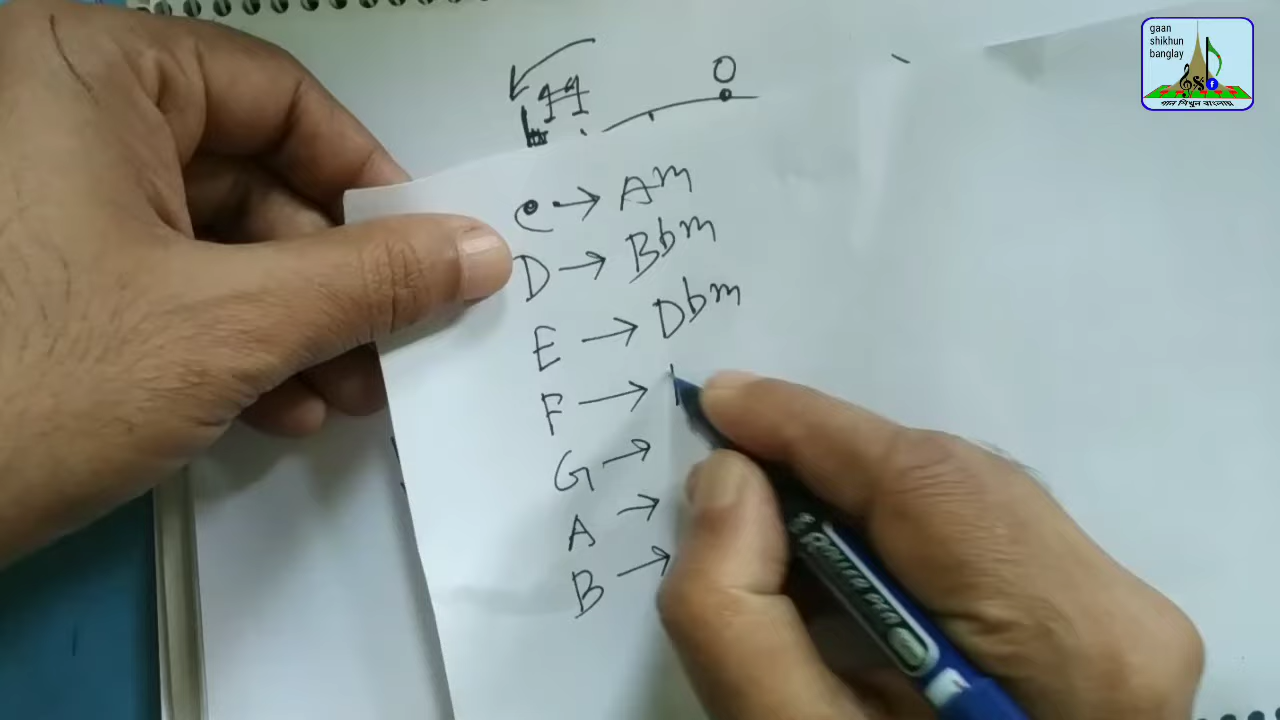 gaan
shikhun
banglay
গান শিখুন বাংলায়
O
C → Am
D → Bbm
E → Dbm
F →
G →
A →
B →